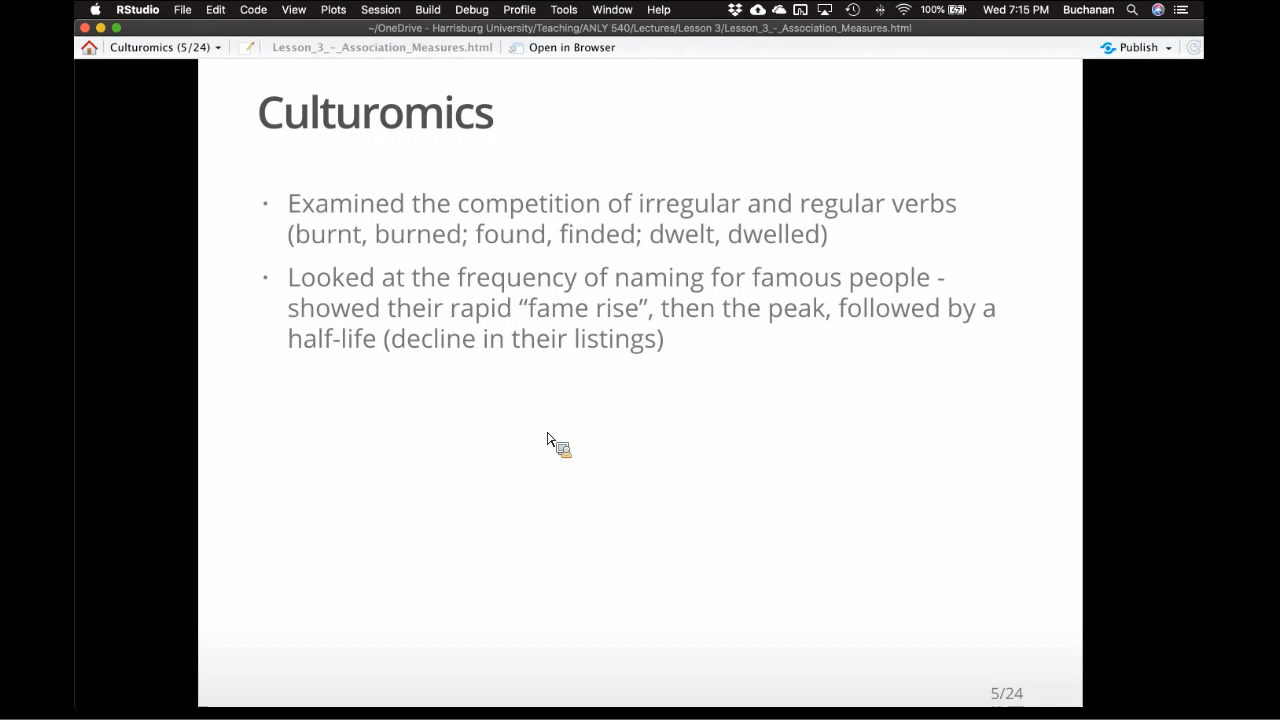 RStudio File Edit Code View Plots Session Build Debug Profile Tools Window Help 100% Wed 7:15 PM Buchanan
~/OneDrive - Harrisburg University/Teaching/ANLY 540/Lectures/Lesson 3/Lesson_3_-_Association_Measures.html
Culturomics (5/24) Lesson_3_-_Association_Measures.html Open in Browser Publish
Culturomics
• Examined the competition of irregular and regular verbs
(burnt, burned; found, finded; dwelt, dwelled)
• Looked at the frequency of naming for famous people -
showed their rapid “fame rise”, then the peak, followed by a
half-life (decline in their listings)
5/24